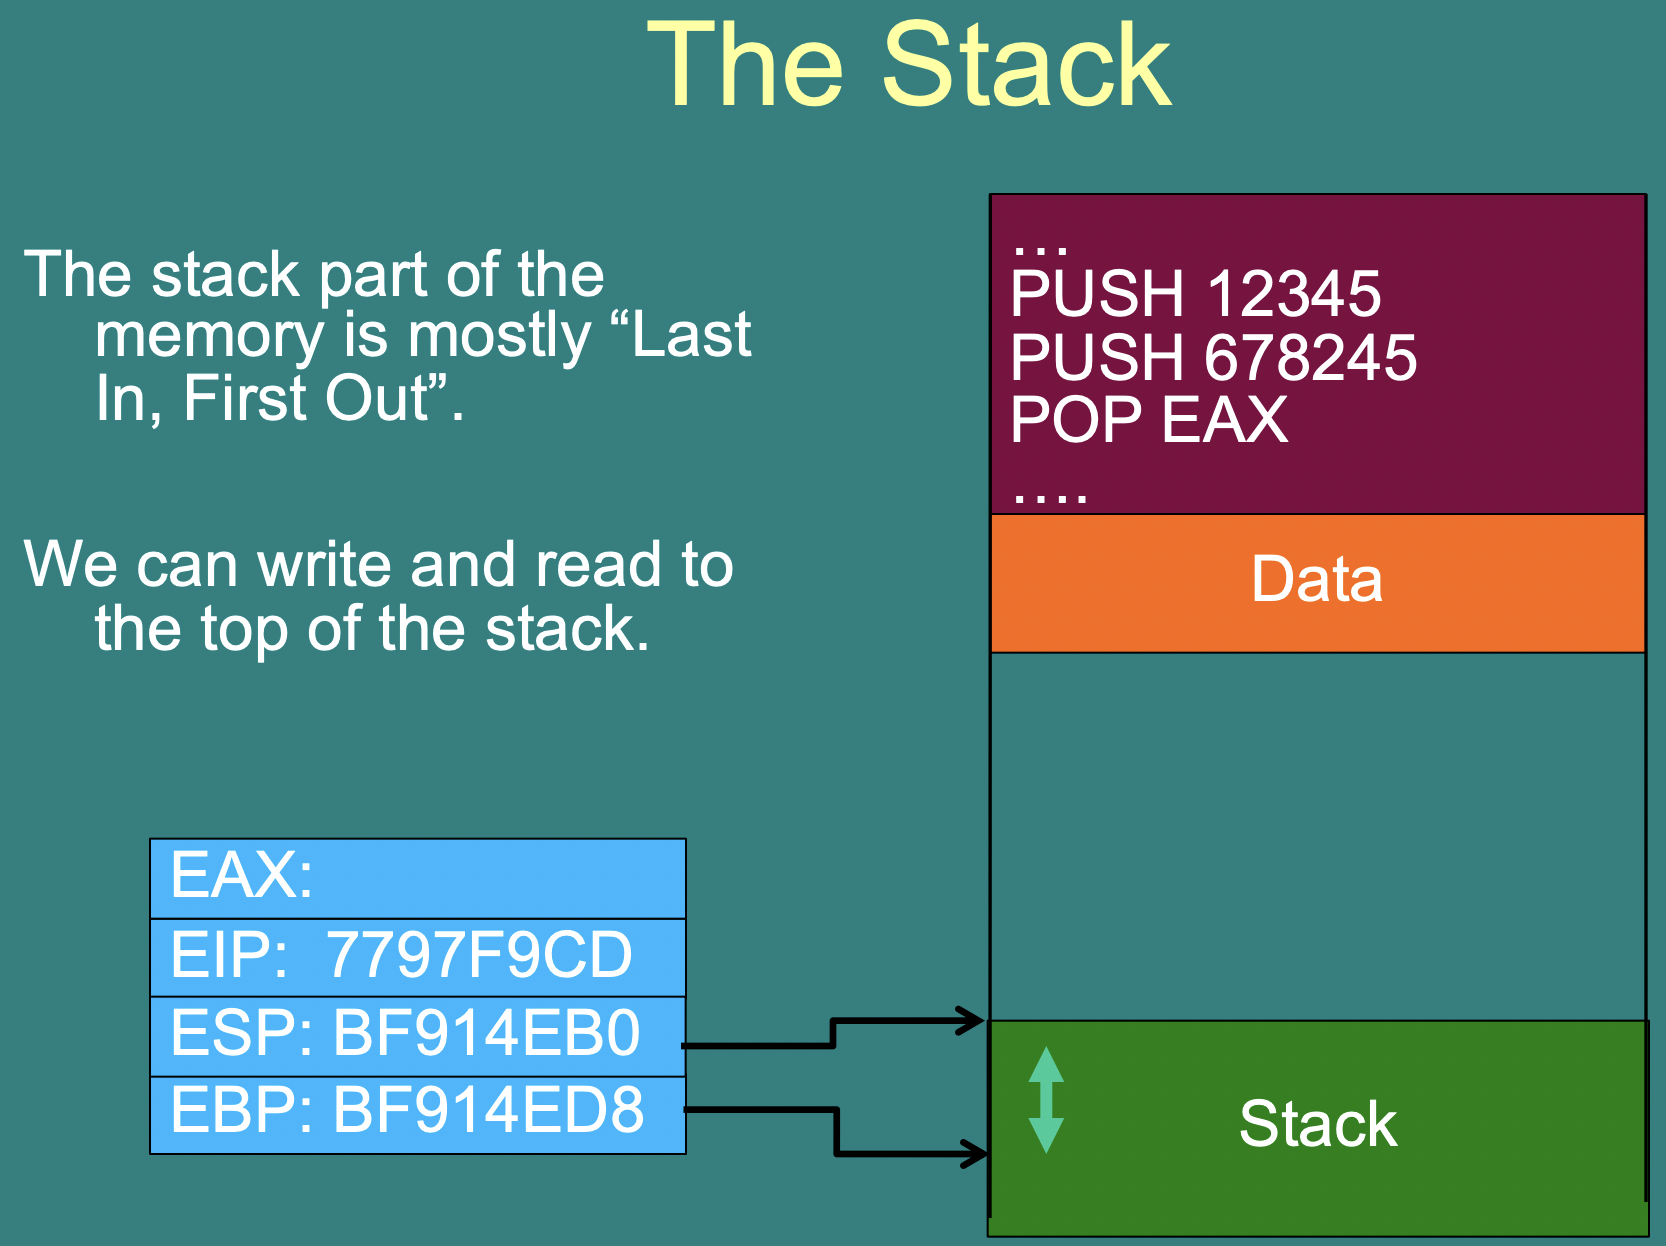 The Stack
The stack part of the
memory is mostly “Last
In, First Out”.
We can write and read to
the top of the stack.
…
PUSH 12345
PUSH 678245
POP EAX
….
Data
EAX:
EIP: 7797F9CD
ESP: BF914EB0
EBP: BF914ED8
Stack